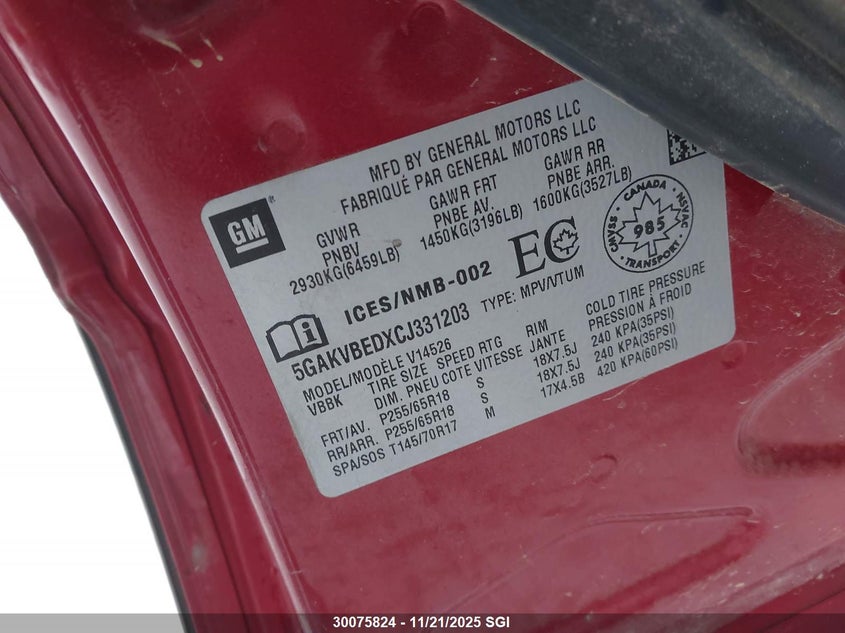 MFD BY GENERAL MOTORS LLC
FABRIQUÉ PAR GENERAL MOTORS LLC
GM
GVWR GAWR FRT GAWR RR
PNBV PNBE AV. PNBE ARR.
2930KG(6459LB) 1450KG(3196LB) 1600KG(3527LB)
ICES/NMB-002 EC
CANADA
CMVSS 985 NSVAC
TRANSPORT
5GAKVBEDXCJ331203 TYPE: MPV/VTUM
MODEL/MODÈLE V14526
VBBK TIRE SIZE SPEED RTG RIM COLD TIRE PRESSURE
DIM. PNEU COTE VITESSE JANTE PRESSION À FROID
FRT/AV. P255/65R18 S 18X7.5J 240 KPA(35PSI)
RR/ARR. P255/65R18 S 18X7.5J 240 KPA(35PSI)
SPA/SOS T145/70R17 M 17X4.5B 420 KPA(60PSI)
30075824 - 11/21/2025 SGI